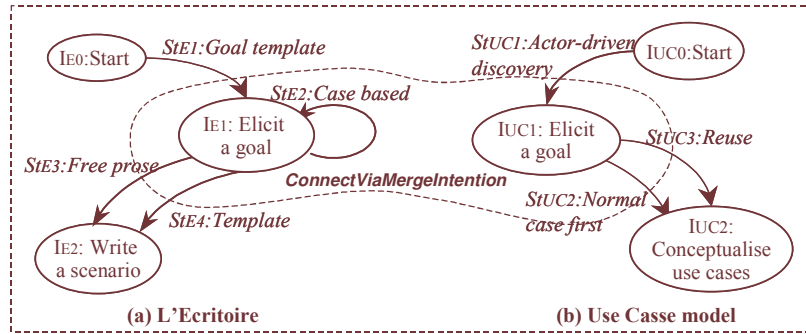 IE0:Start
StE1:Goal template
StE2:Case based
IE1: Elicit
a goal
StE3:Free prose
StE4:Template
IE2: Write
a scenario
(a) L'Ecritoire
ConnectViaMergeIntention
StUC1:Actor-driven
discovery
IUC0:Start
IUC1: Elicit
a goal
StUC3:Reuse
StUC2:Normal
case first
IUC2:
Conceptualise
use cases
(b) Use Casse model